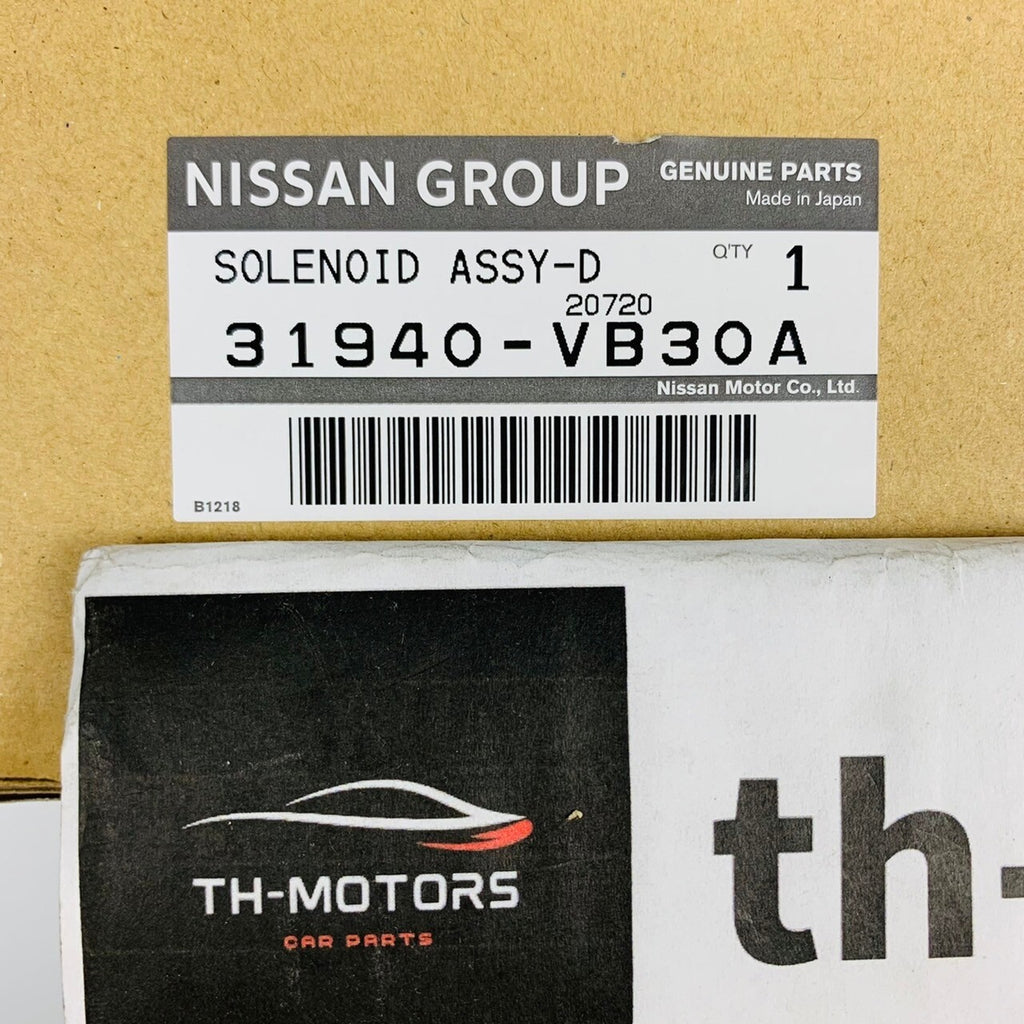 NISSAN GROUP
GENUINE PARTS
Made in Japan
SOLENOID ASSY-D
Q'TY 1
20720
31940-VB30A
Nissan Motor Co., Ltd.
B1218
TH-MOTORS
CAR PARTS
th-